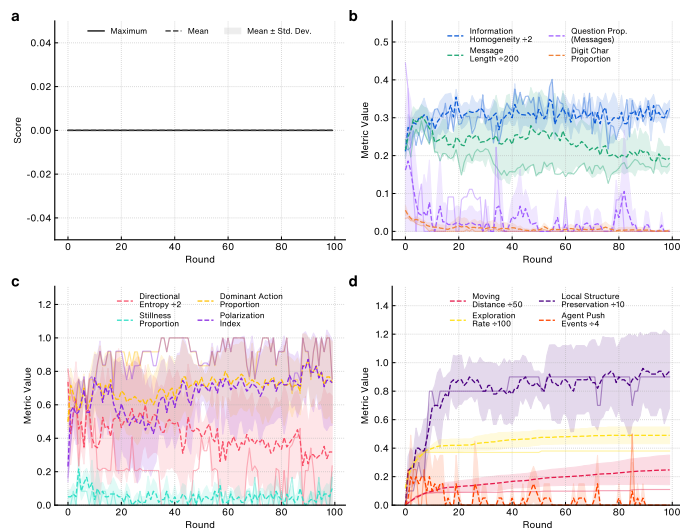 a
Maximum
Mean
Mean ± Std. Dev.
0.04
0.02
0.00
-0.02
-0.04
Score
0
20
40
60
80
100
Round
b
Information
Homogeneity ÷2
Message
Length ÷200
Question Prop.
(Messages)
Digit Char
Proportion
0.5
0.4
0.3
0.2
0.1
0.0
Metric Value
0
20
40
60
80
100
Round
c
Directional
Entropy ÷2
Stillness
Proportion
Dominant Action
Proportion
Polarization
Index
1.2
1.0
0.8
0.6
0.4
0.2
0.0
Metric Value
0
20
40
60
80
100
Round
d
Moving
Distance ÷50
Exploration
Rate ÷100
Local Structure
Preservation ÷10
Agent Push
Events ÷4
1.4
1.2
1.0
0.8
0.6
0.4
0.2
0.0
Metric Value
0
20
40
60
80
100
Round